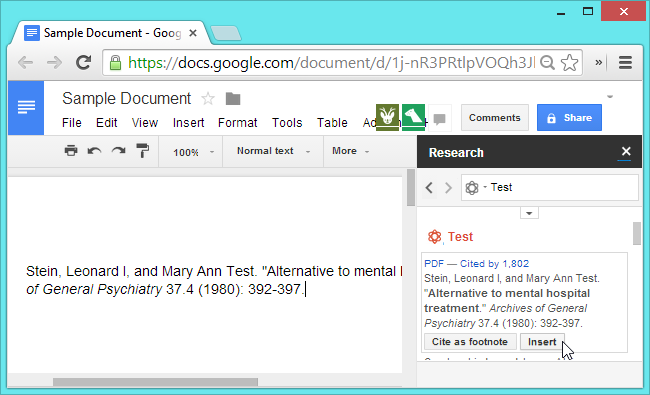 Sample Document - Goog
https://docs.google.com/document/d/1j-nR3PRtlpVOQh3Jl
Sample Document
File Edit View Insert Format Tools Table
Comments
Share
100% Normal text More
Research
Test
Test
PDF — Cited by 1,802
Stein, Leonard I, and Mary Ann Test.
"Alternative to mental hospital
treatment." Archives of General
Psychiatry 37.4 (1980): 392-397.
Cite as footnote Insert
Stein, Leonard I, and Mary Ann Test. "Alternative to mental
of General Psychiatry 37.4 (1980): 392-397.